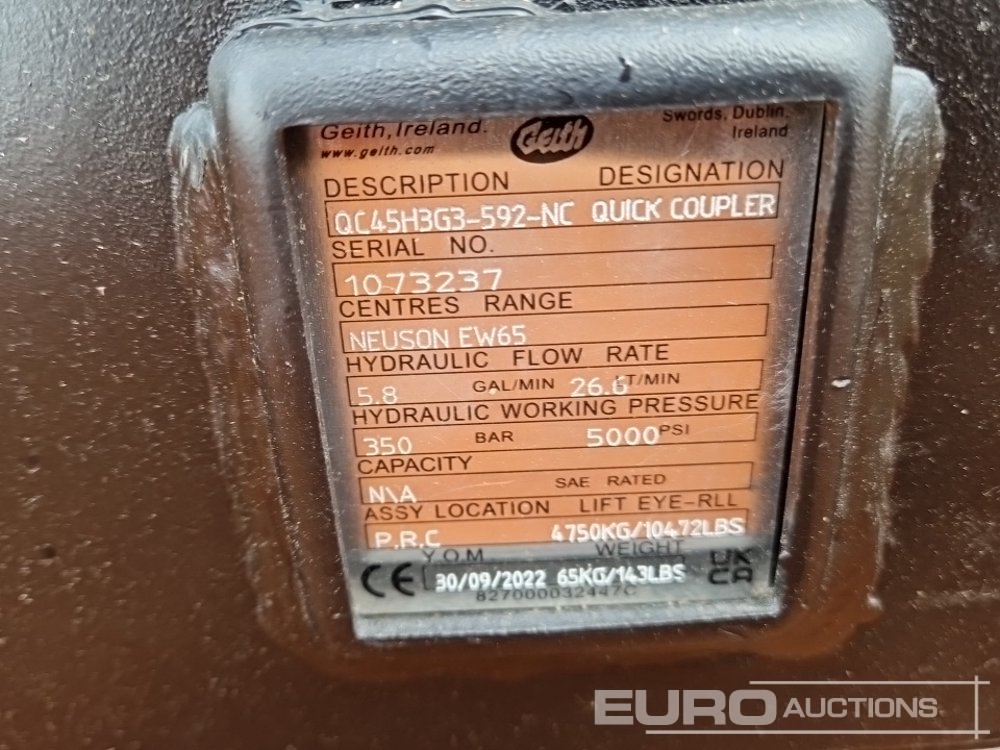 Geith, Ireland. Geith Swords, Dublin,
www.geith.com Ireland
DESCRIPTION DESIGNATION
QC45H3G3-592-NC QUICK COUPLER
SERIAL NO.
1073237
CENTRES RANGE
NEUSON EW65
HYDRAULIC FLOW RATE
5.8 GAL/MIN 26.6 LT/MIN
HYDRAULIC WORKING PRESSURE
350 BAR 5000 PSI
CAPACITY
N\A SAE RATED
ASSY LOCATION LIFT EYE-RLL
P.R.C 4750KG/10472LBS
Y.O.M WEIGHT
CE 30/09/2022 65KG/143LBS UK CA
827000032447C
EURO AUCTIONS